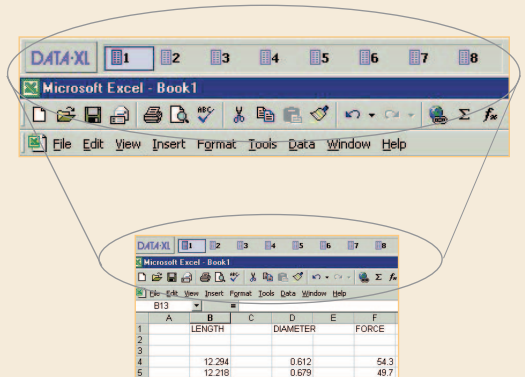 DATA·XL 1 2 3 4 5 6 7 8
Microsoft Excel - Book1
ABC Σ fx
File Edit View Insert Format Tools Data Window Help
DATA·XL 1 2 3 4 5 6 7 8
Microsoft Excel - Book1
Σ
File Edit View Insert Format Tools Data Window Help
B13 =
A B C D E F
1 LENGTH DIAMETER FORCE
2
3
4 12.294 0.612 54.3
5 12.218 0.679 49.7